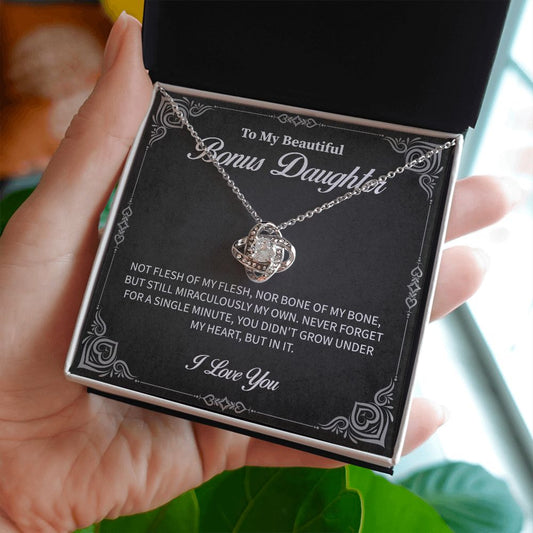 To My Beautiful
Bonus Daughter
NOT FLESH OF MY FLESH, NOR BONE OF MY BONE,
BUT STILL MIRACULOUSLY MY OWN. NEVER FORGET
FOR A SINGLE MINUTE, YOU DIDN'T GROW UNDER
MY HEART, BUT IN IT.
I Love You